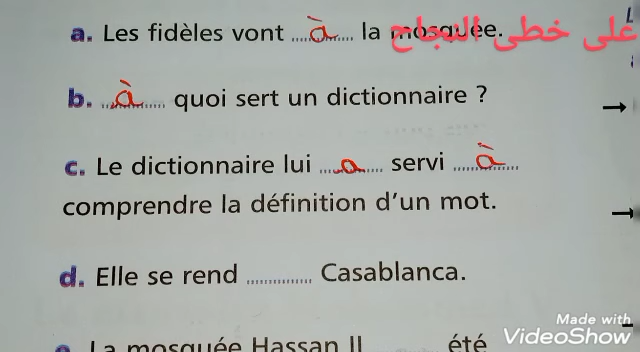 a. Les fidèles vont ...à... la mosquée.
على خطى النجاح
b. ...à... quoi sert un dictionnaire ?
c. Le dictionnaire lui ...a... servi ...à...
comprendre la définition d'un mot.
d. Elle se rend ............ Casablanca.
e. La mosquée Hassan II ...... été
Made with
VideoShow